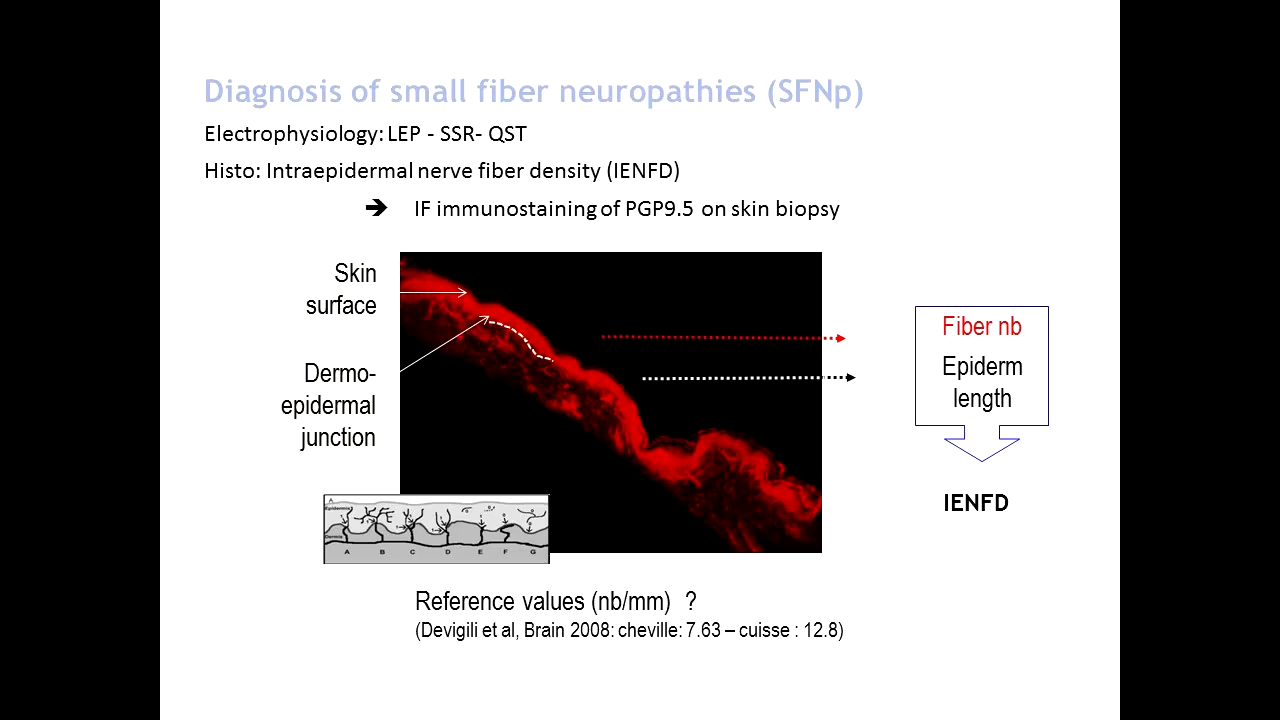 Diagnosis of small fiber neuropathies (SFNp)
Electrophysiology: LEP - SSR- QST
Histo: Intraepidermal nerve fiber density (IENFD)
➔ IF immunostaining of PGP9.5 on skin biopsy
Skin
surface
Dermo-
epidermal
junction
Fiber nb
Epiderm
length
IENFD
A
Epidermis
Dermis
A B C D E F G
Reference values (nb/mm) ?
(Devigili et al, Brain 2008: cheville: 7.63 – cuisse : 12.8)